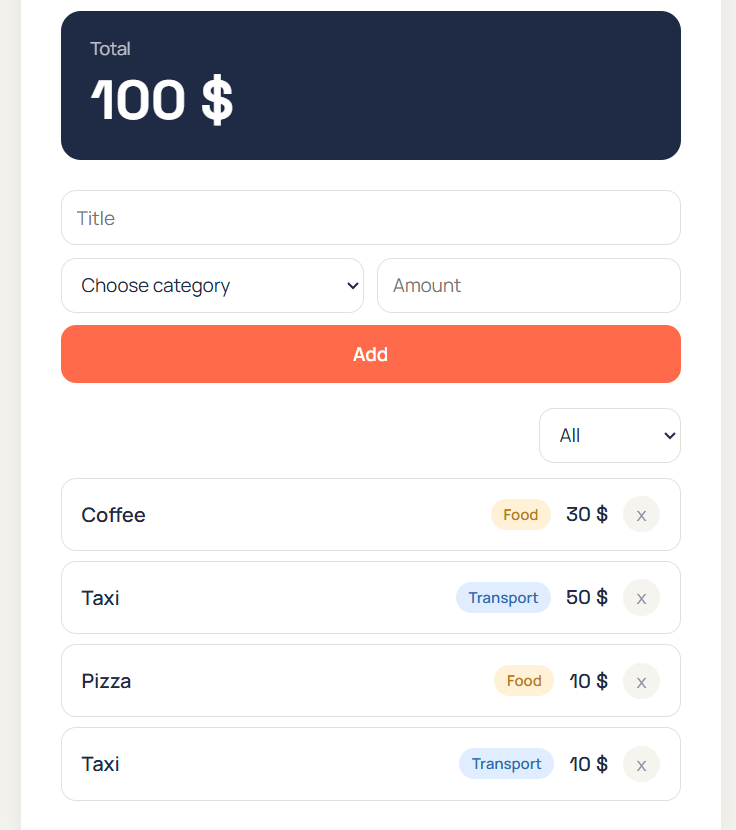 Total
100 $
Title
Choose category
Amount
Add
All
Coffee Food 30 $ x
Taxi Transport 50 $ x
Pizza Food 10 $ x
Taxi Transport 10 $ x